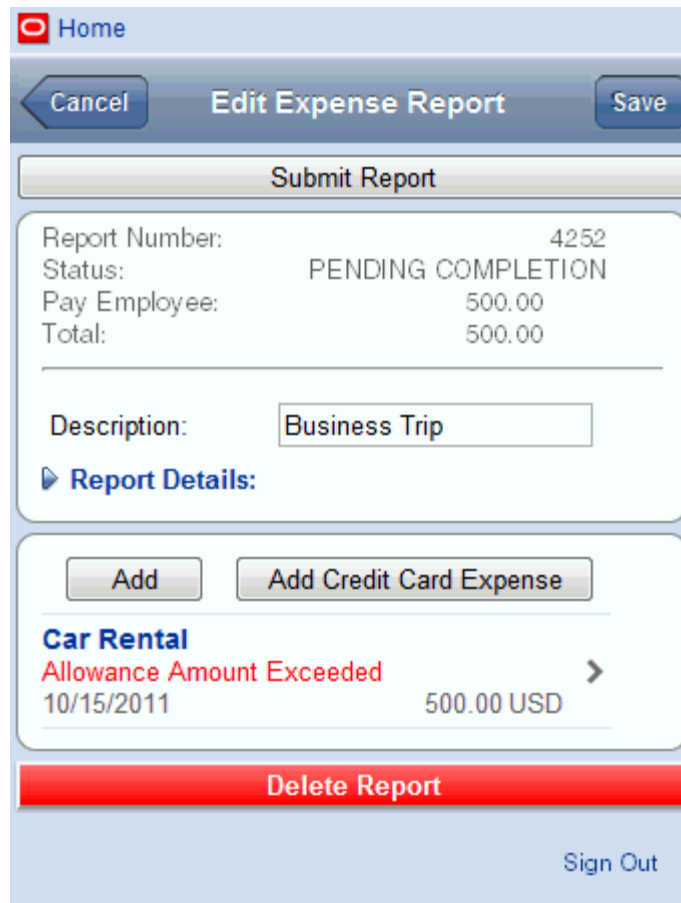 Home
Cancel Edit Expense Report Save
Submit Report
Report Number: 4252
Status: PENDING COMPLETION
Pay Employee: 500.00
Total: 500.00
Description: Business Trip
Report Details:
Add Add Credit Card Expense
Car Rental
Allowance Amount Exceeded
10/15/2011 500.00 USD
Delete Report
Sign Out